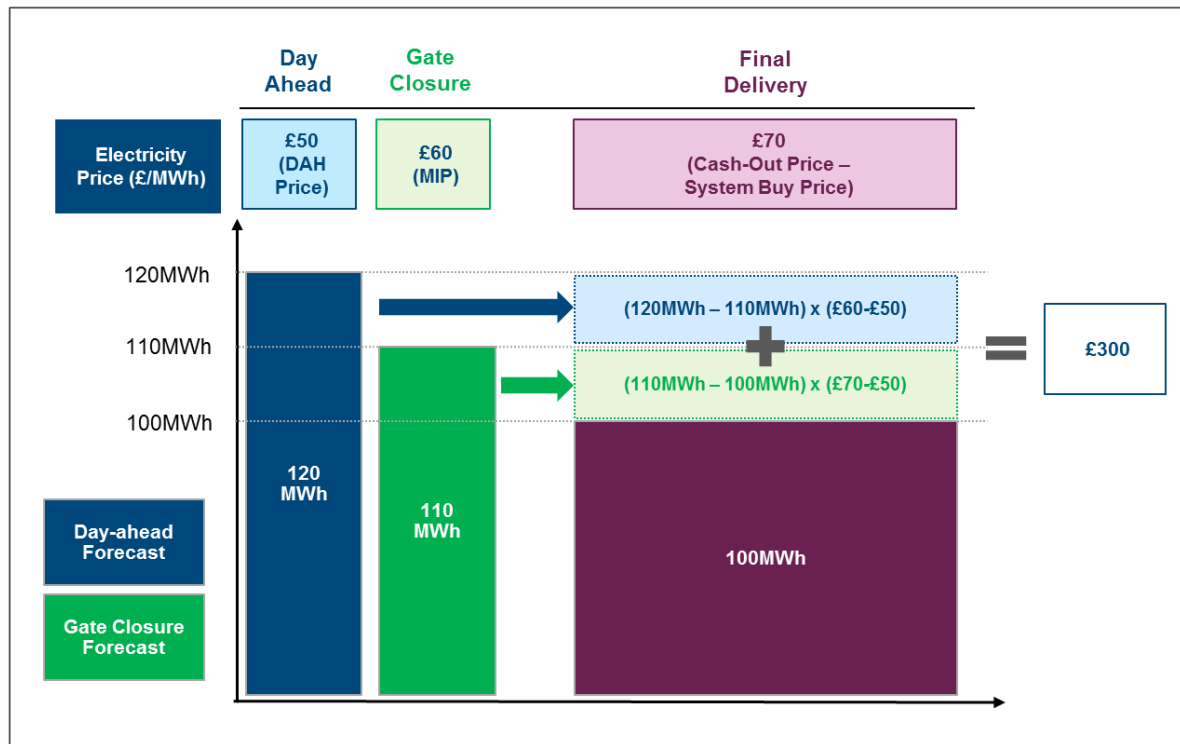 Day
Ahead
Gate
Closure
Final
Delivery
Electricity
Price (£/MWh)
£50
(DAH
Price)
£60
(MIP)
£70
(Cash-Out Price –
System Buy Price)
120MWh
(120MWh – 110MWh) x (£60-£50)
+
110MWh
(110MWh – 100MWh) x (£70-£50)
=
£300
100MWh
120
MWh
110
MWh
100MWh
Day-ahead
Forecast
Gate Closure
Forecast